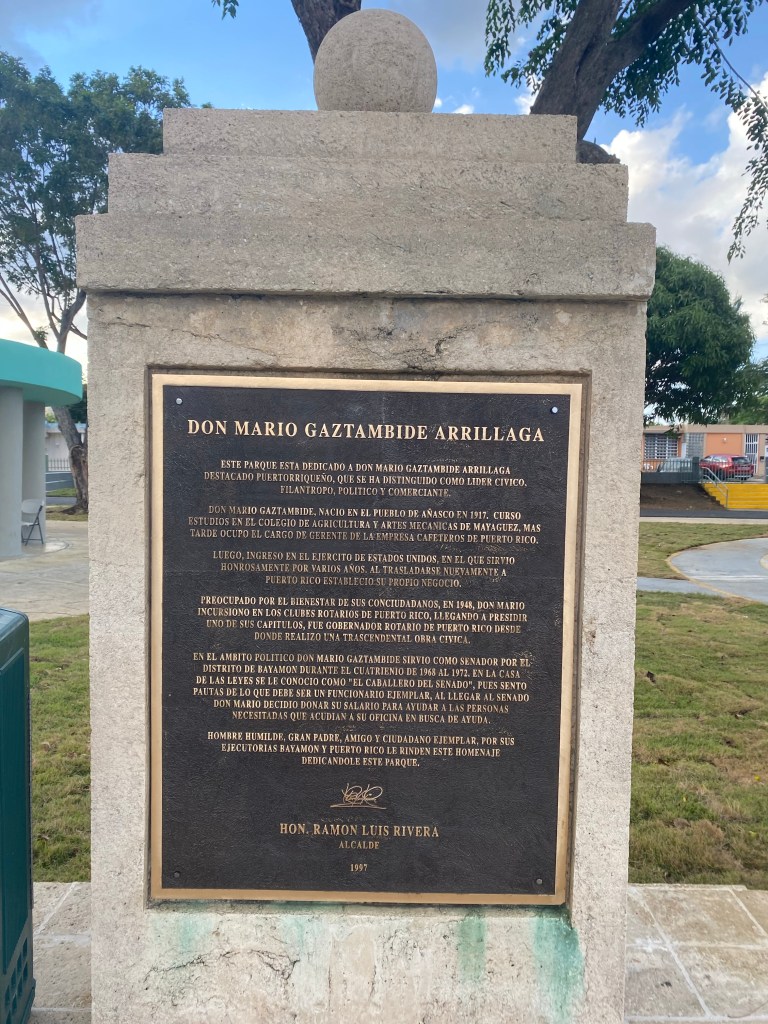 DON MARIO GAZTAMBIDE ARRILLAGA
ESTE PARQUE ESTA DEDICADO A DON MARIO GAZTAMBIDE ARRILLAGA
DESTACADO PUERTORRIQUEÑO, QUE SE HA DISTINGUIDO COMO LIDER CIVICO,
FILANTROPO, POLITICO Y COMERCIANTE.
DON MARIO GAZTAMBIDE, NACIO EN EL PUEBLO DE AÑASCO EN 1917. CURSO
ESTUDIOS EN EL COLEGIO DE AGRICULTURA Y ARTES MECANICAS DE MAYAGUEZ, MAS
TARDE OCUPO EL CARGO DE GERENTE DE LA EMPRESA CAFETEROS DE PUERTO RICO.
LUEGO, INGRESO EN EL EJERCITO DE ESTADOS UNIDOS, EN EL QUE SIRVIO
HONROSAMENTE POR VARIOS AÑOS. AL TRASLADARSE NUEVAMENTE A
PUERTO RICO ESTABLECIO SU PROPIO NEGOCIO.
PREOCUPADO POR EL BIENESTAR DE SUS CONCIUDADANOS, EN 1948, DON MARIO
INCURSIONO EN LOS CLUBES ROTARIOS DE PUERTO RICO, LLEGANDO A PRESIDIR
UNO DE SUS CAPITULOS, FUE GOBERNADOR ROTARIO DE PUERTO RICO DESDE
DONDE REALIZO UNA TRASCENDENTAL OBRA CIVICA.
EN EL AMBITO POLITICO DON MARIO GAZTAMBIDE SIRVIO COMO SENADOR POR EL
DISTRITO DE BAYAMON DURANTE EL CUATRIENIO DE 1968 AL 1972. EN LA CASA
DE LAS LEYES SE LE CONOCIO COMO "EL CABALLERO DEL SENADO", PUES SENTO
PAUTAS DE LO QUE DEBE SER UN FUNCIONARIO EJEMPLAR, AL LLEGAR AL SENADO
DON MARIO DECIDIO DONAR SU SALARIO PARA AYUDAR A LAS PERSONAS
NECESITADAS QUE ACUDIAN A SU OFICINA EN BUSCA DE AYUDA.
HOMBRE HUMILDE, GRAN PADRE, AMIGO Y CIUDADANO EJEMPLAR, POR SUS
EJECUTORIAS BAYAMON Y PUERTO RICO LE RINDEN ESTE HOMENAJE
DEDICANDOLE ESTE PARQUE.
HON. RAMON LUIS RIVERA
ALCALDE
1997